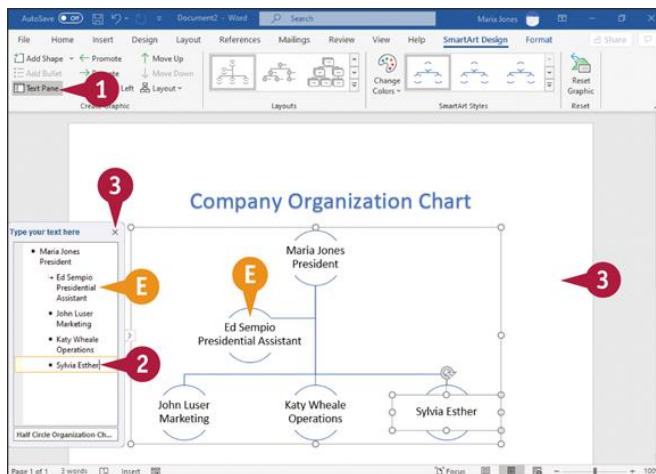 AutoSave Off Document2 - Word Search Maria Jones
File Home Insert Design Layout References Mailings Review View Help SmartArt Design Format Share
Add Shape Promote Move Up
Add Bullet Move Down
Text Pane Left Layout
Change
Colors
Reset
Graphic
Create Graphic Layouts SmartArt Styles Reset
1
3
Company Organization Chart
Type your text here
Maria Jones
President
Ed Sempio
Presidential
Assistant
E
John Luser
Marketing
Katy Wheale
Operations
Sylvia Esther
2
Half Circle Organization Ch...
Maria Jones
President
E
3
Ed Sempio
Presidential Assistant
John Luser
Marketing
Katy Wheale
Operations
Sylvia Esther
Page 1 of 1 3 words Insert Focus